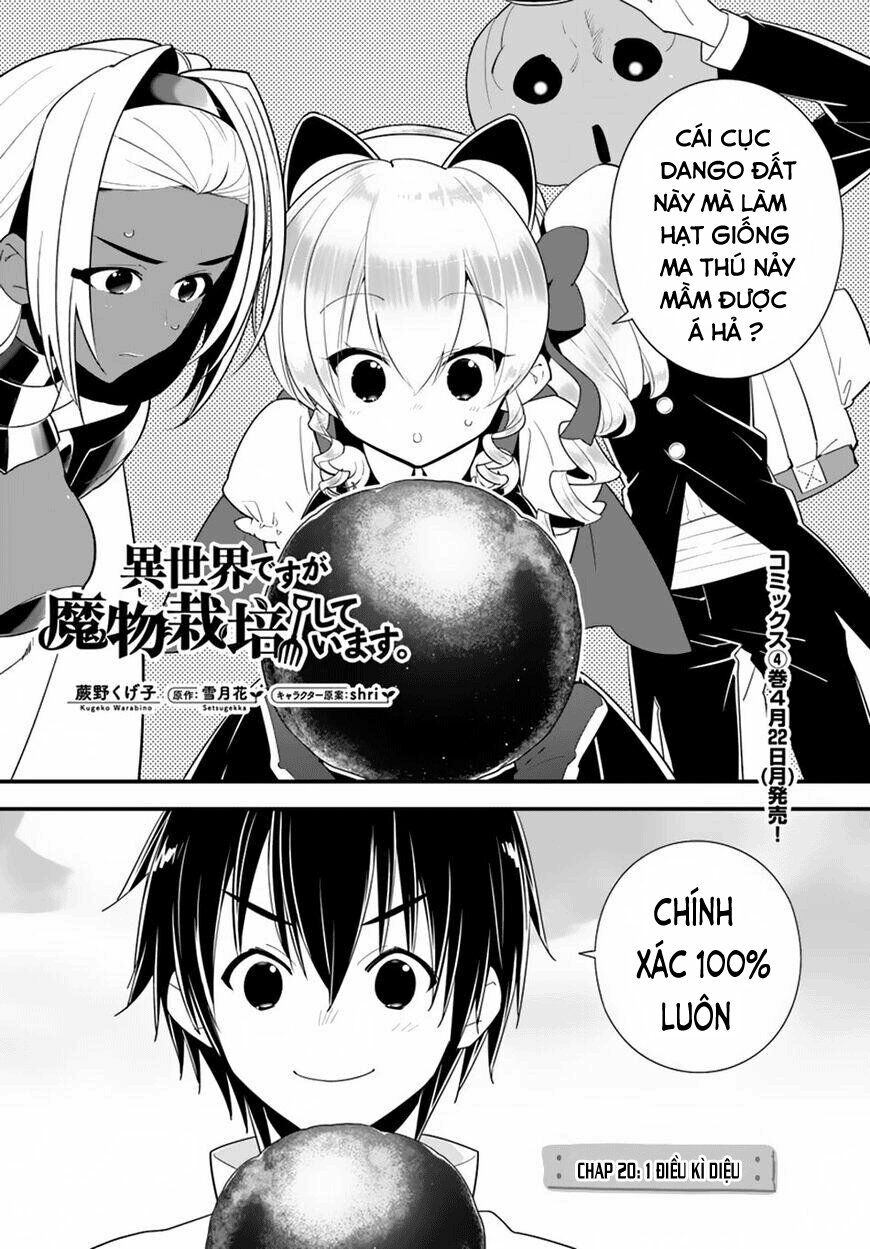 CÁI CỤC
DANGO ĐẤT
NÀY MÀ LÀM
HẠT GIỐNG
MA THÚ NẢY
MẦM ĐƯỢC
Á HẢ ?
異世界ですが
魔物栽培しています。
蕨野くげ子 原作:雪月花 キャラクター原案:shri
Kugeko Warabino Setsugekka
コミックス④巻4月22日(月)発売!
CHÍNH
XÁC 100%
LUÔN
CHAP 20: 1 ĐIỀU KÌ DIỆU